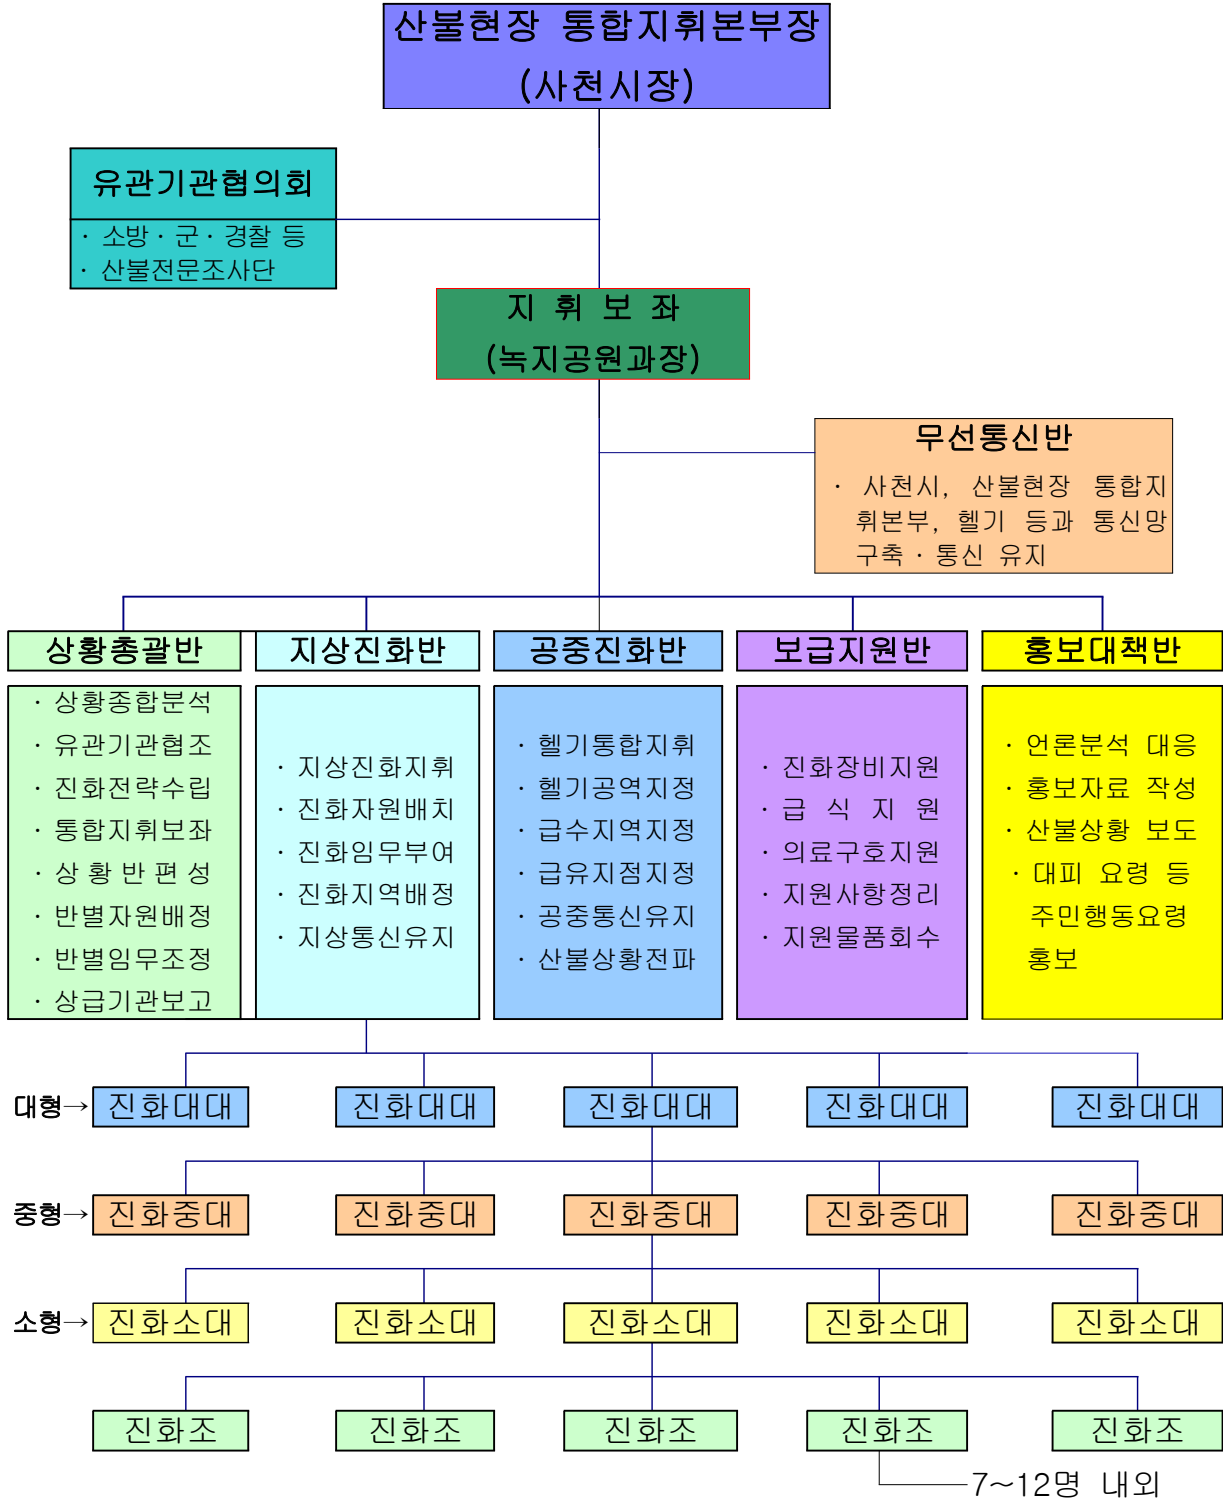 산불현장 통합지휘본부장
(사천시장)
유관기관협의회
· 소방 · 군 · 경찰 등
· 산불전문조사단
지 휘 보 좌
(녹지공원과장)
무선통신반
· 사천시, 산불현장 통합지
휘본부, 헬기 등과 통신망
구축 · 통신 유지
상황총괄반
· 상황종합분석
· 유관기관협조
· 진화전략수립
· 통합지휘보좌
· 상 황 반 편 성
· 반별자원배정
· 반별임무조정
· 상급기관보고
지상진화반
· 지상진화지휘
· 진화자원배치
· 진화임무부여
· 진화지역배정
· 지상통신유지
공중진화반
· 헬기통합지휘
· 헬기공역지정
· 급수지역지정
· 급유지점지정
· 공중통신유지
· 산불상황전파
보급지원반
· 진화장비지원
· 급 식 지 원
· 의료구호지원
· 지원사항정리
· 지원물품회수
홍보대책반
· 언론분석 대응
· 홍보자료 작성
· 산불상황 보도
· 대피 요령 등
주민행동요령
홍보
대형→ 진화대대 진화대대 진화대대 진화대대 진화대대
중형→ 진화중대 진화중대 진화중대 진화중대 진화중대
소형→ 진화소대 진화소대 진화소대 진화소대 진화소대
진화조 진화조 진화조 진화조 진화조
7~12명 내외